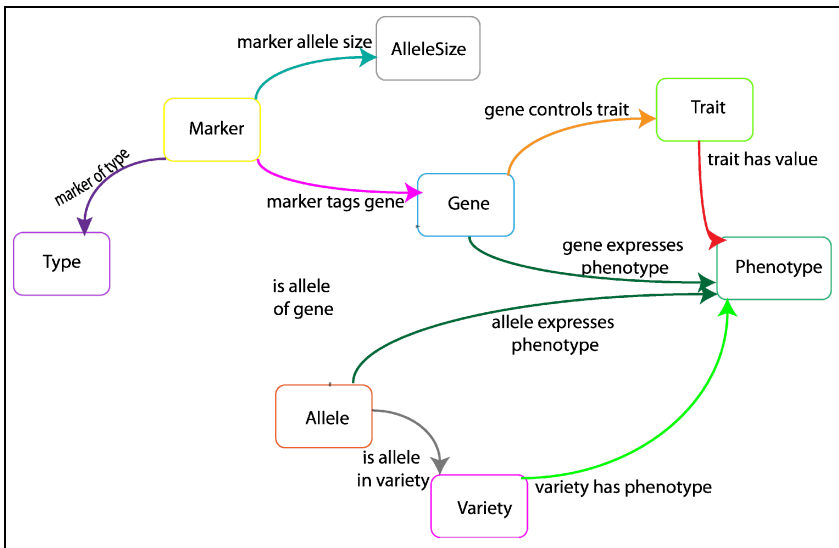 marker allele size
AlleleSize
Marker
gene controls trait
Trait
marker of type
trait has value
marker tags gene
Gene
Type
gene expresses
phenotype
Phenotype
is allele
of gene
allele expresses
phenotype
Allele
is allele
in variety
variety has phenotype
Variety